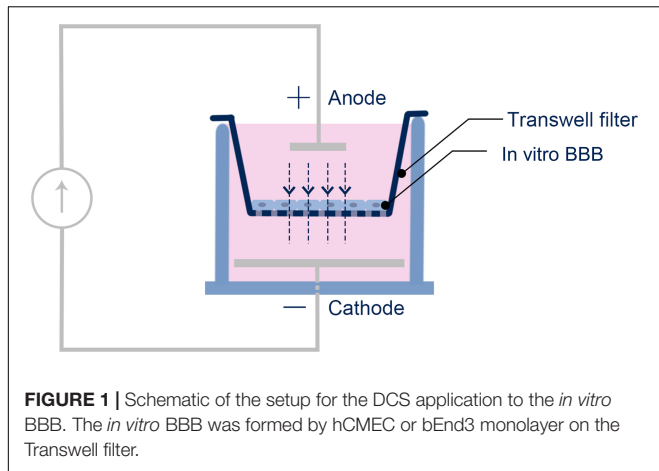 + Anode
Transwell filter
In vitro BBB
− Cathode
FIGURE 1 | Schematic of the setup for the DCS application to the in vitro
BBB. The in vitro BBB was formed by hCMEC or bEnd3 monolayer on the
Transwell filter.